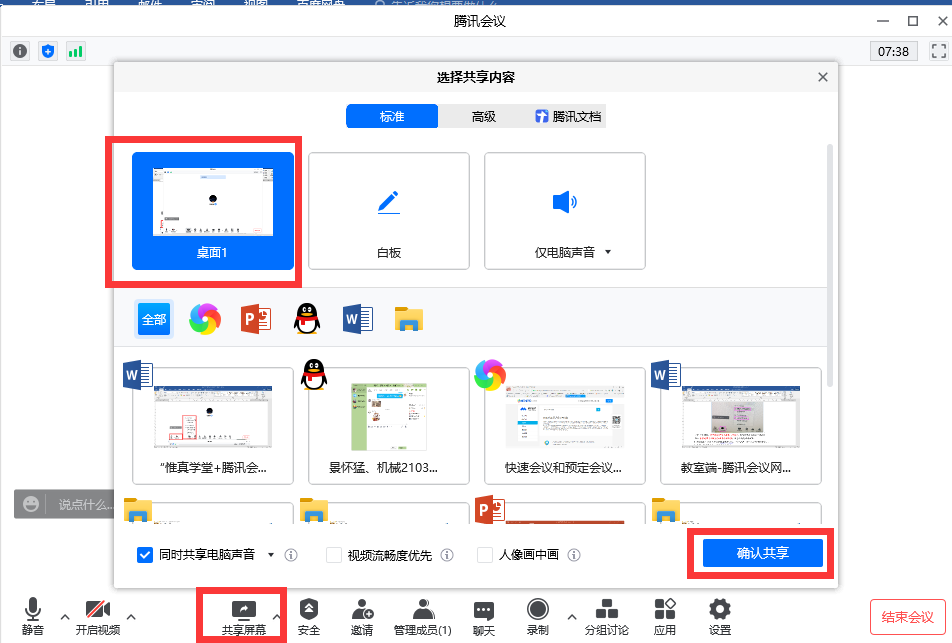 腾讯会议
07:38
选择共享内容
标准 高级 腾讯文档
桌面1 白板 仅电脑声音
全部
“惟真学堂+腾讯会... 景怀猛、机械2103... 快速会议和预定会议... 教室端-腾讯会议网...
说点什么...
同时共享电脑声音 视频流畅度优先 人像画中画 确认共享
静音 开启视频 共享屏幕 安全 邀请 管理成员(1) 聊天 录制 分组讨论 应用 设置 结束会议